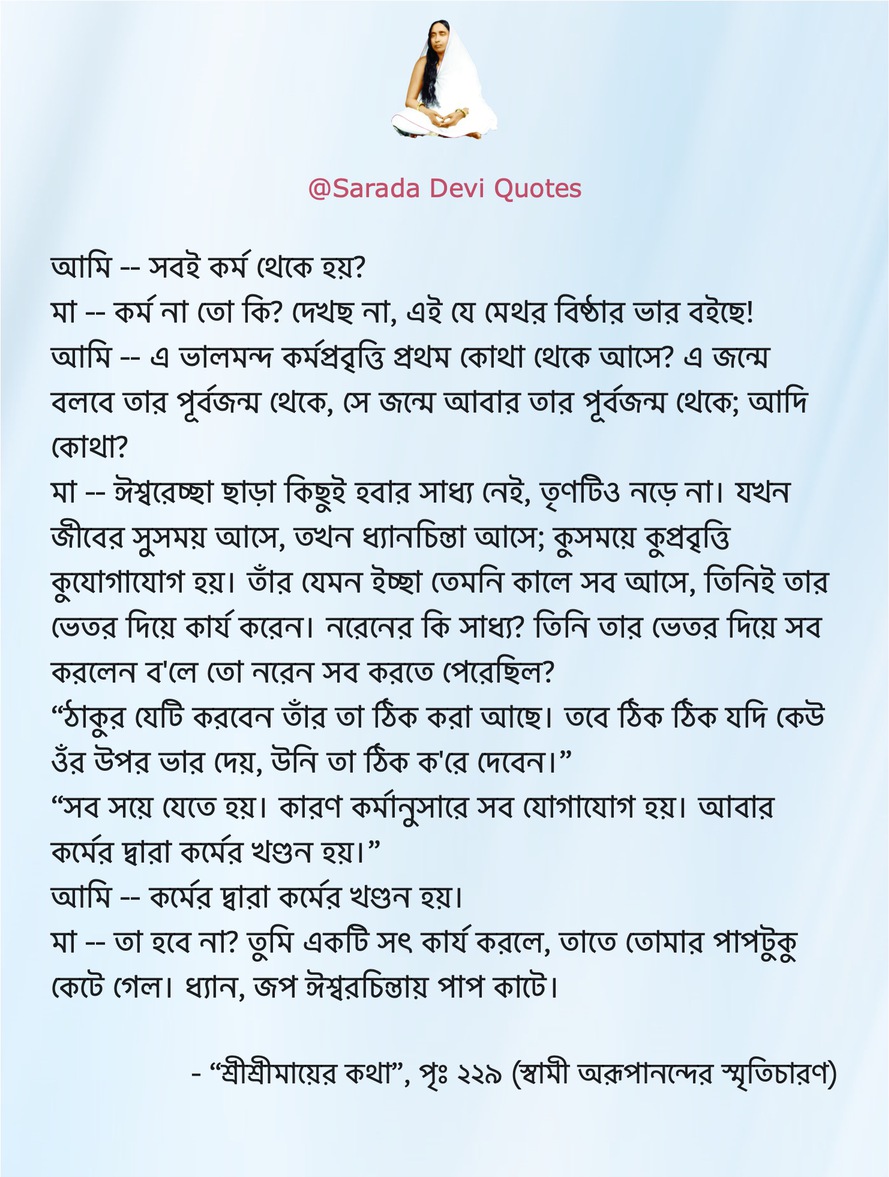 @Sarada Devi Quotes
আমি -- সবই কর্ম থেকে হয়?
মা -- কর্ম না তো কি? দেখছ না, এই যে মেথর বিষ্ঠার ভার বইছে!
আমি -- এ ভালমন্দ কর্মপ্রবৃত্তি প্রথম কোথা থেকে আসে? এ জন্মে
বলবে তার পূর্বজন্ম থেকে, সে জন্মে আবার তার পূর্বজন্ম থেকে; আদি
কোথা?
মা -- ঈশ্বরেচ্ছা ছাড়া কিছুই হবার সাধ্য নেই, তৃণটিও নড়ে না। যখন
জীবের সুসময় আসে, তখন ধ্যানচিন্তা আসে; কুসময়ে কুপ্রবৃত্তি
কুযোগাযোগ হয়। তাঁর যেমন ইচ্ছা তেমনি কালে সব আসে, তিনিই তার
ভেতর দিয়ে কার্য করেন। নরেনের কি সাধ্য? তিনি তার ভেতর দিয়ে সব
করলেন ব'লে তো নরেন সব করতে পেরেছিল?
“ঠাকুর যেটি করবেন তাঁর তা ঠিক করা আছে। তবে ঠিক ঠিক যদি কেউ
ওঁর উপর ভার দেয়, উনি তা ঠিক ক'রে দেবেন।”
“সব সয়ে যেতে হয়। কারণ কর্মানুসারে সব যোগাযোগ হয়। আবার
কর্মের দ্বারা কর্মের খণ্ডন হয়।”
আমি -- কর্মের দ্বারা কর্মের খণ্ডন হয়।
মা -- তা হবে না? তুমি একটি সৎ কার্য করলে, তাতে তোমার পাপটুকু
কেটে গেল। ধ্যান, জপ ঈশ্বরচিন্তায় পাপ কাটে।
- “শ্রীশ্রীমায়ের কথা”, পৃঃ ২২৯ (স্বামী অরূপানন্দের স্মৃতিচারণ)